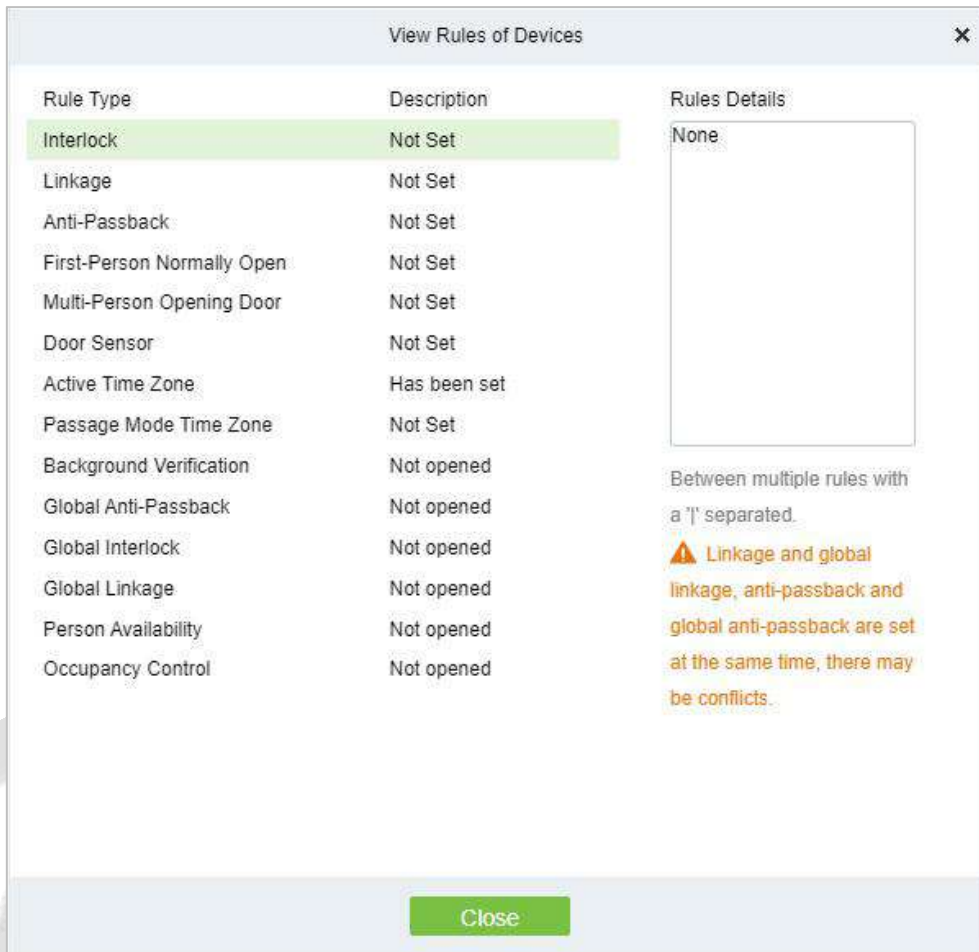 View Rules of Devices ×
Rule Type Description Rules Details
Interlock Not Set None
Linkage Not Set
Anti-Passback Not Set
First-Person Normally Open Not Set
Multi-Person Opening Door Not Set
Door Sensor Not Set
Active Time Zone Has been set
Passage Mode Time Zone Not Set
Background Verification Not opened
Global Anti-Passback Not opened
Global Interlock Not opened
Global Linkage Not opened
Person Availability Not opened
Occupancy Control Not opened
Between multiple rules with
a '|' separated.
Linkage and global
linkage, anti-passback and
global anti-passback are set
at the same time, there may
be conflicts.
Close